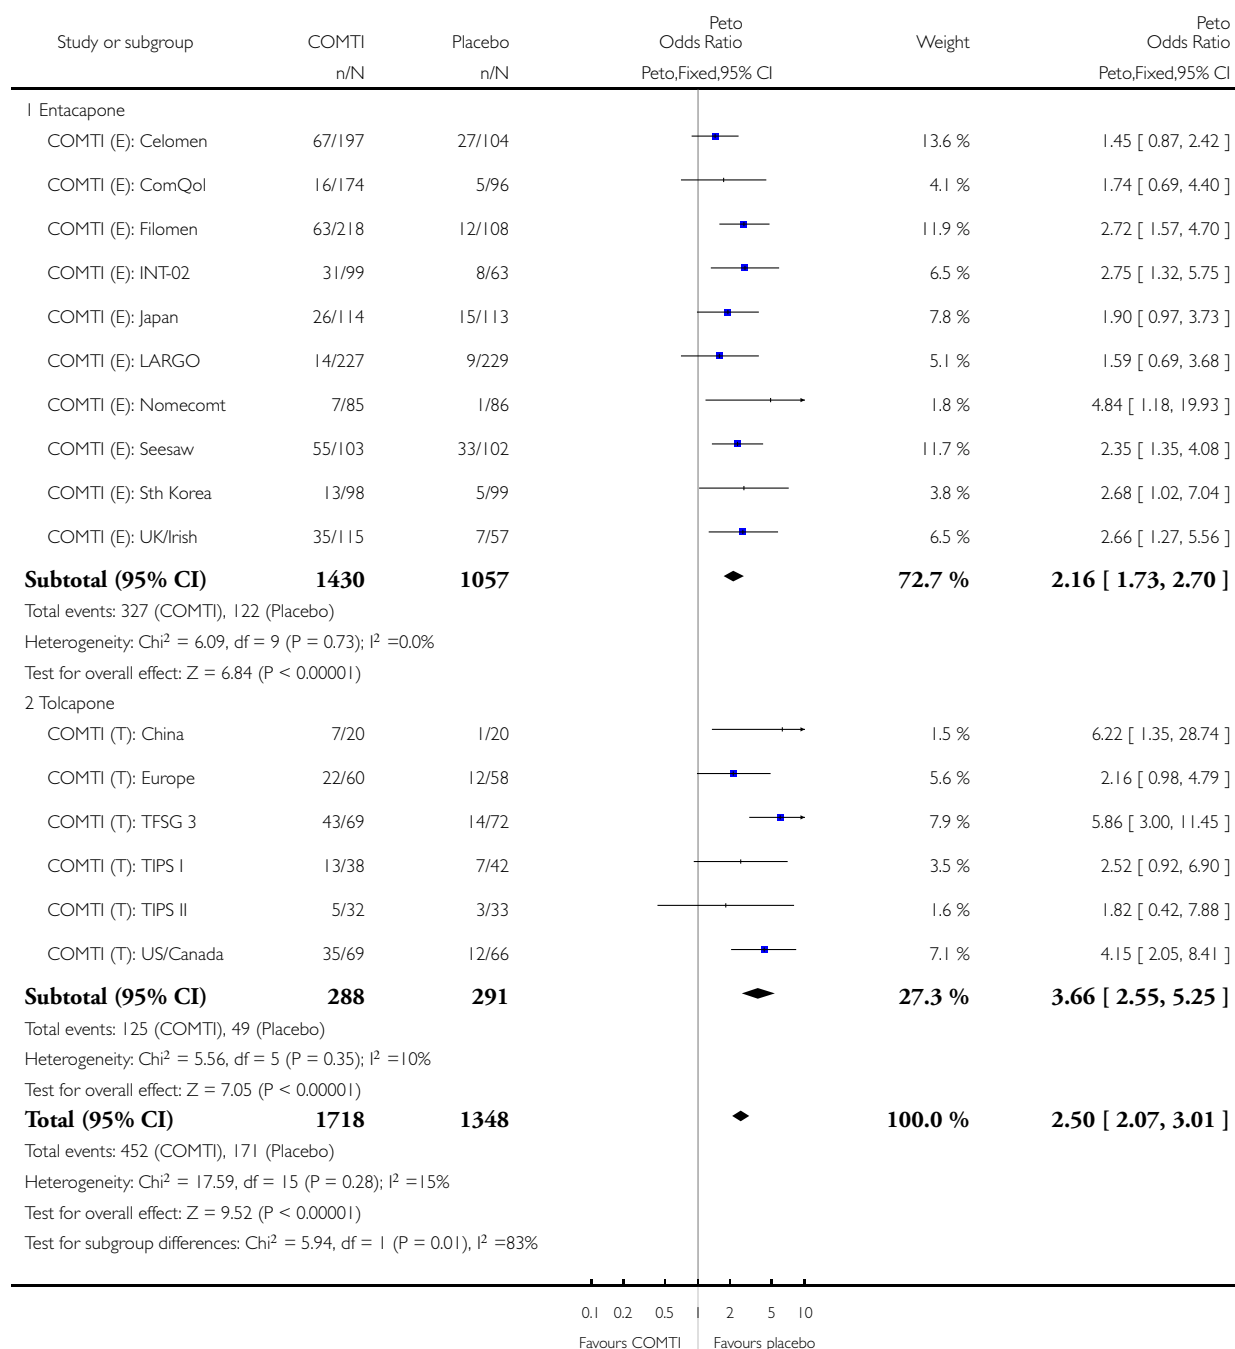 Peto Peto
Study or subgroup COMTI Placebo Odds Ratio Weight Odds Ratio
n/N n/N Peto,Fixed,95% CI Peto,Fixed,95% CI
1 Entacapone
COMTI (E): Celomen 67/197 27/104 13.6 % 1.45 [ 0.87, 2.42 ]
COMTI (E): ComQol 16/174 5/96 4.1 % 1.74 [ 0.69, 4.40 ]
COMTI (E): Filomen 63/218 12/108 11.9 % 2.72 [ 1.57, 4.70 ]
COMTI (E): INT-02 31/99 8/63 6.5 % 2.75 [ 1.32, 5.75 ]
COMTI (E): Japan 26/114 15/113 7.8 % 1.90 [ 0.97, 3.73 ]
COMTI (E): LARGO 14/227 9/229 5.1 % 1.59 [ 0.69, 3.68 ]
COMTI (E): Nomecomt 7/85 1/86 1.8 % 4.84 [ 1.18, 19.93 ]
COMTI (E): Seesaw 55/103 33/102 11.7 % 2.35 [ 1.35, 4.08 ]
COMTI (E): Sth Korea 13/98 5/99 3.8 % 2.68 [ 1.02, 7.04 ]
COMTI (E): UK/Irish 35/115 7/57 6.5 % 2.66 [ 1.27, 5.56 ]
Subtotal (95% CI) 1430 1057 72.7 % 2.16 [ 1.73, 2.70 ]
Total events: 327 (COMTI), 122 (Placebo)
Heterogeneity: Chi² = 6.09, df = 9 (P = 0.73); I² =0.0%
Test for overall effect: Z = 6.84 (P < 0.00001)
2 Tolcapone
COMTI (T): China 7/20 1/20 1.5 % 6.22 [ 1.35, 28.74 ]
COMTI (T): Europe 22/60 12/58 5.6 % 2.16 [ 0.98, 4.79 ]
COMTI (T): TFSG 3 43/69 14/72 7.9 % 5.86 [ 3.00, 11.45 ]
COMTI (T): TIPS I 13/38 7/42 3.5 % 2.52 [ 0.92, 6.90 ]
COMTI (T): TIPS II 5/32 3/33 1.6 % 1.82 [ 0.42, 7.88 ]
COMTI (T): US/Canada 35/69 12/66 7.1 % 4.15 [ 2.05, 8.41 ]
Subtotal (95% CI) 288 291 27.3 % 3.66 [ 2.55, 5.25 ]
Total events: 125 (COMTI), 49 (Placebo)
Heterogeneity: Chi² = 5.56, df = 5 (P = 0.35); I² =10%
Test for overall effect: Z = 7.05 (P < 0.00001)
Total (95% CI) 1718 1348 100.0 % 2.50 [ 2.07, 3.01 ]
Total events: 452 (COMTI), 171 (Placebo)
Heterogeneity: Chi² = 17.59, df = 15 (P = 0.28); I² =15%
Test for overall effect: Z = 9.52 (P < 0.00001)
Test for subgroup differences: Chi² = 5.94, df = 1 (P = 0.01), I² =83%
0.1 0.2 0.5 1 2 5 10
Favours COMTI Favours placebo